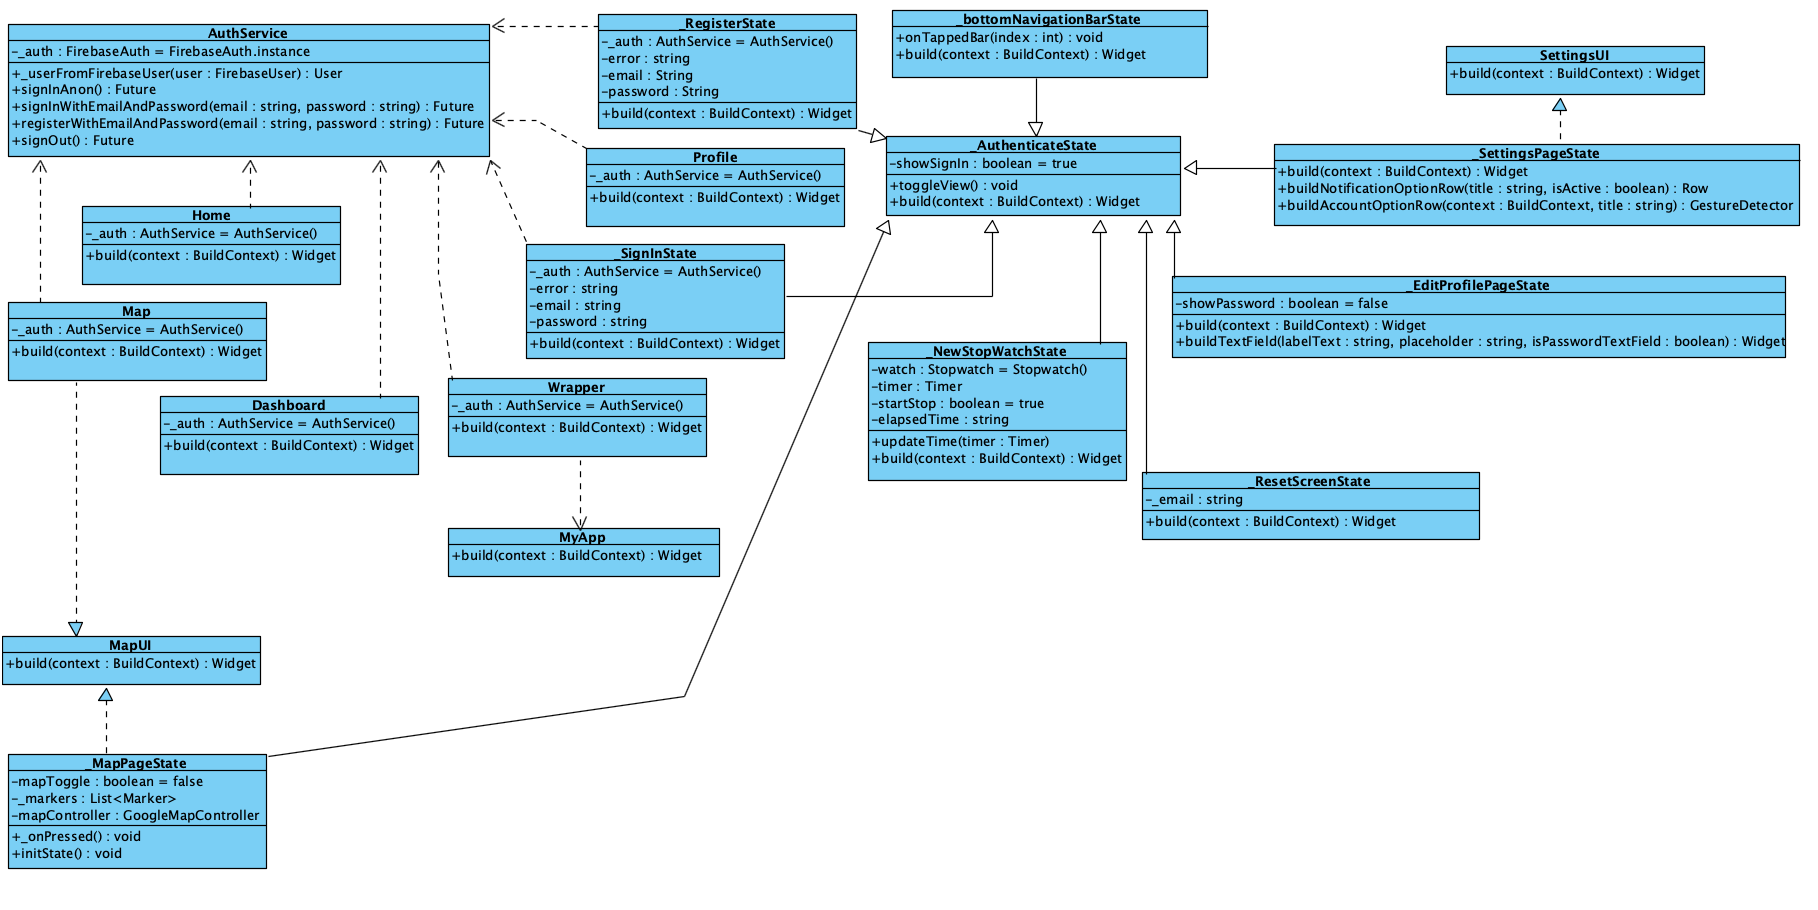 AuthService
-_auth : FirebaseAuth = FirebaseAuth.instance
+_userFromFirebaseUser(user : FirebaseUser) : User
+signInAnon() : Future
+signInWithEmailAndPassword(email : string, password : string) : Future
+registerWithEmailAndPassword(email : string, password : string) : Future
+signOut() : Future
_RegisterState
-_auth : AuthService = AuthService()
-error : string
-email : String
-password : String
+build(context : BuildContext) : Widget
_bottomNavigationBarState
+onTappedBar(index : int) : void
+build(context : BuildContext) : Widget
SettingsUI
+build(context : BuildContext) : Widget
_AuthenticateState
-showSignIn : boolean = true
+toggleView() : void
+build(context : BuildContext) : Widget
_SettingsPageState
+build(context : BuildContext) : Widget
+buildNotificationOptionRow(title : string, isActive : boolean) : Row
+buildAccountOptionRow(context : BuildContext, title : string) : GestureDetector
Profile
-_auth : AuthService = AuthService()
+build(context : BuildContext) : Widget
Home
-_auth : AuthService = AuthService()
+build(context : BuildContext) : Widget
_SignInState
-_auth : AuthService = AuthService()
-error : string
-email : string
-password : string
+build(context : BuildContext) : Widget
_EditProfilePageState
-showPassword : boolean = false
+build(context : BuildContext) : Widget
+buildTextField(labelText : string, placeholder : string, isPasswordTextField : boolean) : Widget
Map
-_auth : AuthService = AuthService()
+build(context : BuildContext) : Widget
_NewStopWatchState
-watch : Stopwatch = Stopwatch()
-timer : Timer
-startStop : boolean = true
-elapsedTime : string
+updateTime(timer : Timer)
+build(context : BuildContext) : Widget
Dashboard
-_auth : AuthService = AuthService()
+build(context : BuildContext) : Widget
Wrapper
-_auth : AuthService = AuthService()
+build(context : BuildContext) : Widget
_ResetScreenState
-_email : string
+build(context : BuildContext) : Widget
MyApp
+build(context : BuildContext) : Widget
MapUI
+build(context : BuildContext) : Widget
_MapPageState
-mapToggle : boolean = false
-_markers : List<Marker>
-mapController : GoogleMapController
+_onPressed() : void
+initState() : void